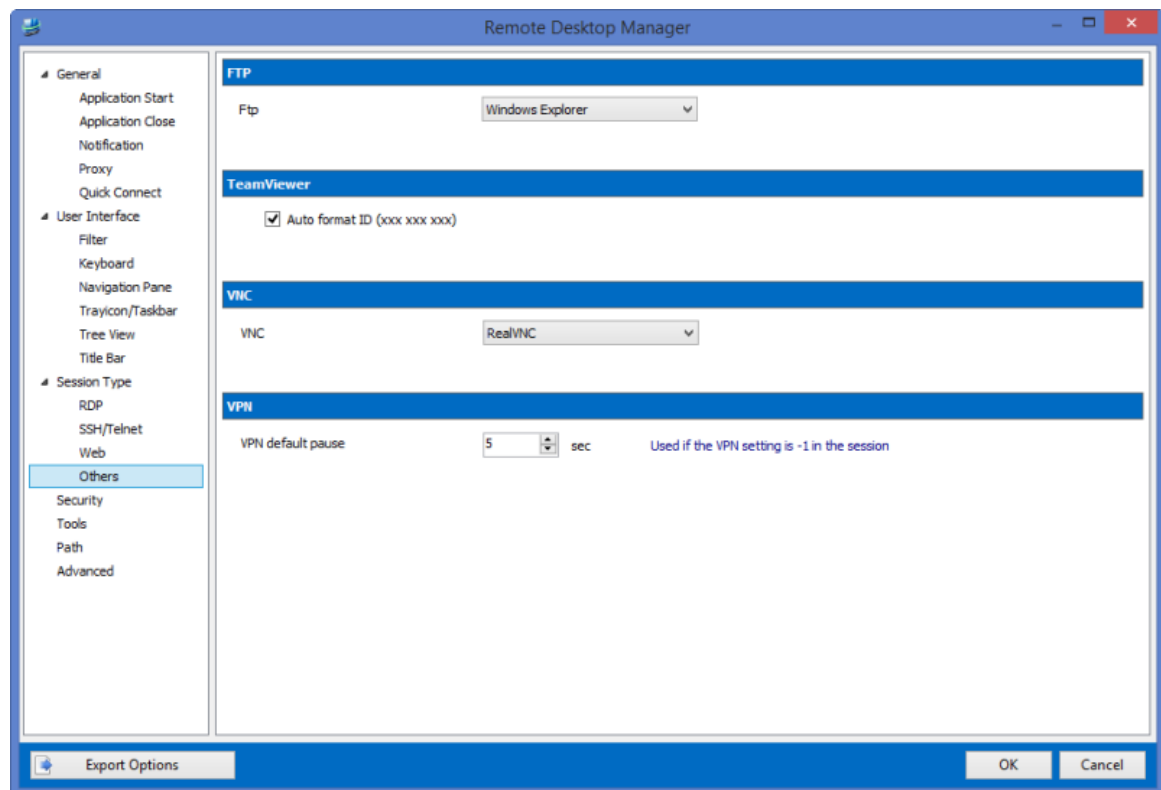 Remote Desktop Manager
General
Application Start
Application Close
Notification
Proxy
Quick Connect
User Interface
Filter
Keyboard
Navigation Pane
Trayicon/Taskbar
Tree View
Title Bar
Session Type
RDP
SSH/Telnet
Web
Others
Security
Tools
Path
Advanced
FTP
Ftp Windows Explorer
TeamViewer
Auto format ID (xxx xxx xxx)
VNC
VNC RealVNC
VPN
VPN default pause 5 sec Used if the VPN setting is -1 in the session
Export Options OK Cancel